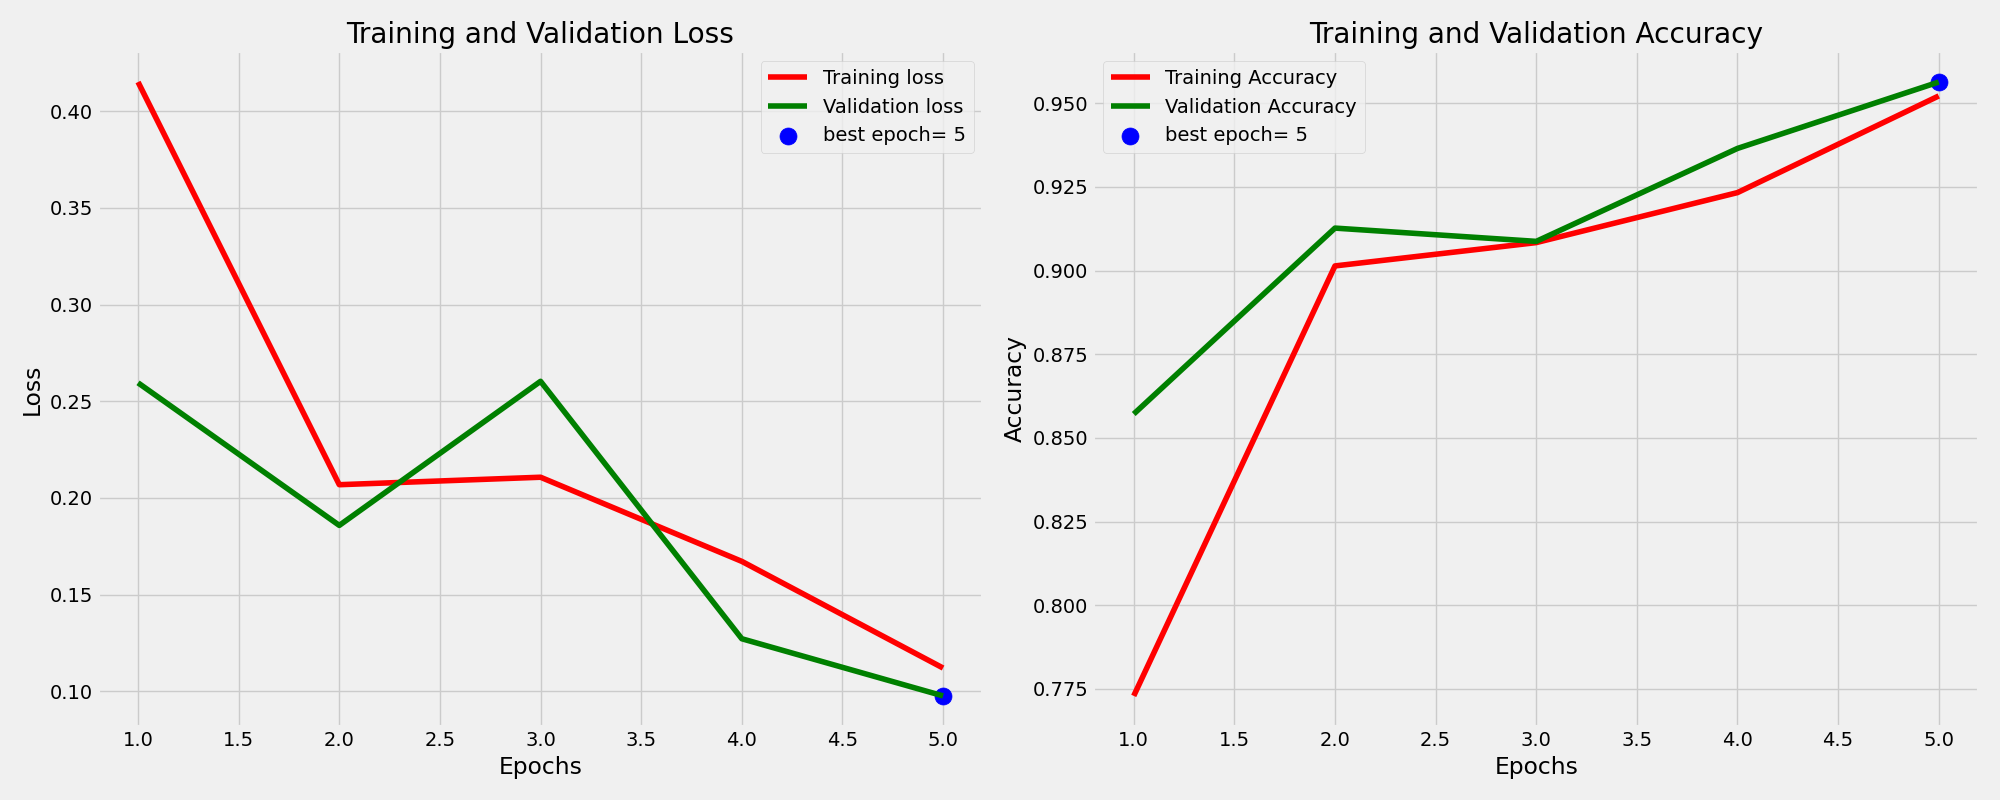 Training and Validation Loss
Training loss
Validation loss
best epoch= 5
0.40
0.35
0.30
0.25
0.20
0.15
0.10
Loss
1.0 1.5 2.0 2.5 3.0 3.5 4.0 4.5 5.0
Epochs
Training and Validation Accuracy
Training Accuracy
Validation Accuracy
best epoch= 5
0.950
0.925
0.900
0.875
0.850
0.825
0.800
0.775
Accuracy
1.0 1.5 2.0 2.5 3.0 3.5 4.0 4.5 5.0
Epochs